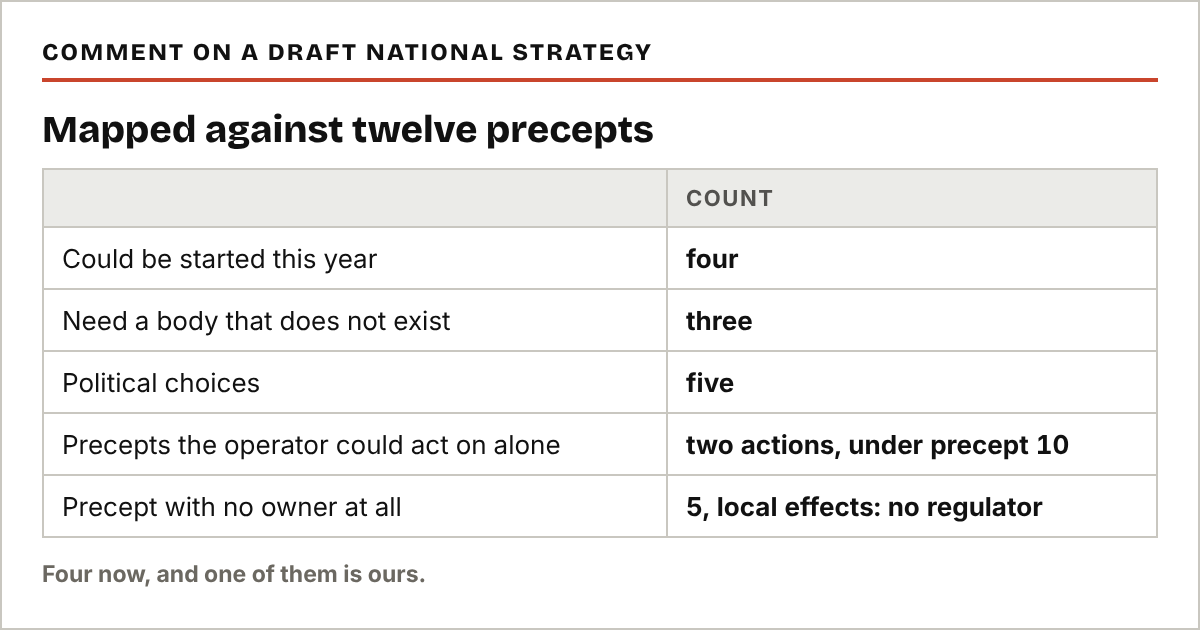 COMMENT ON A DRAFT NATIONAL STRATEGY
Mapped against twelve precepts
COUNT
Could be started this year four
Need a body that does not exist three
Political choices five
Precepts the operator could act on alone two actions, under precept 10
Precept with no owner at all 5, local effects: no regulator
Four now, and one of them is ours.